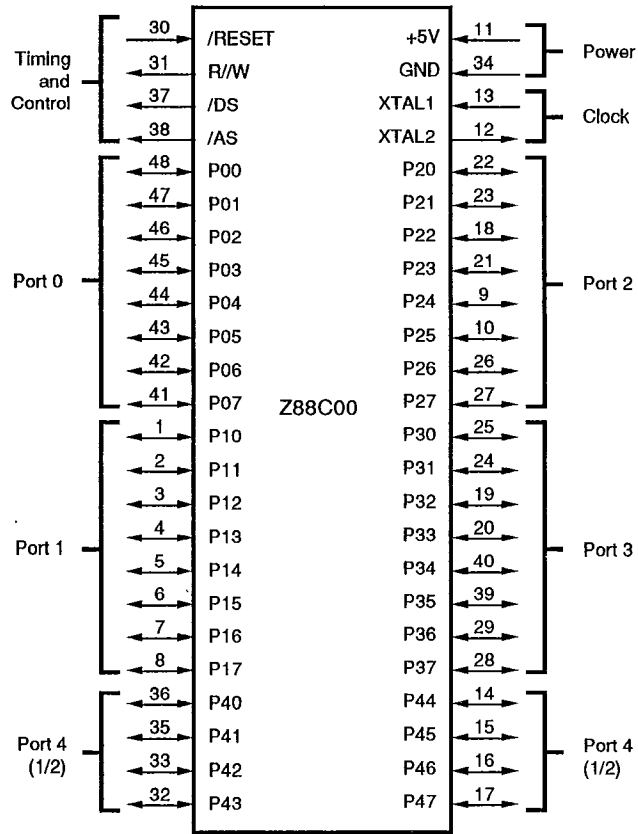 30 /RESET +5V 11
31 R//W GND 34
Timing
and
Control
Power
37 /DS XTAL1 13
38 /AS XTAL2 12
Clock
48 P00 P20 22
47 P01 P21 23
46 P02 P22 18
45 P03 P23 21
Port 0 Port 2
44 P04 P24 9
43 P05 P25 10
42 P06 P26 26
41 P07 P27 27
Z88C00
1 P10 P30 25
2 P11 P31 24
3 P12 P32 19
4 P13 P33 20
Port 1 Port 3
5 P14 P34 40
6 P15 P35 39
7 P16 P36 29
8 P17 P37 28
36 P40 P44 14
35 P41 P45 15
Port 4 Port 4
(1/2) (1/2)
33 P42 P46 16
32 P43 P47 17